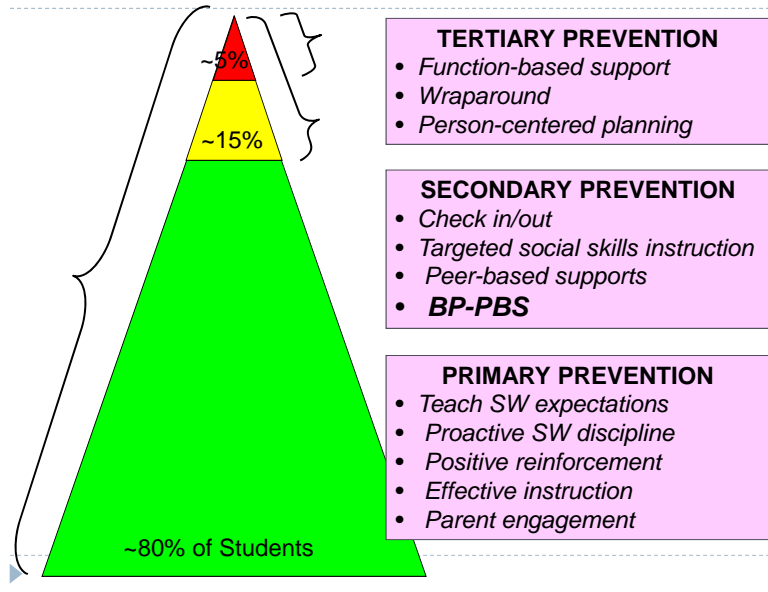 ~5%
~15%
~80% of Students
TERTIARY PREVENTION
• Function-based support
• Wraparound
• Person-centered planning
SECONDARY PREVENTION
• Check in/out
• Targeted social skills instruction
• Peer-based supports
• BP-PBS
PRIMARY PREVENTION
• Teach SW expectations
• Proactive SW discipline
• Positive reinforcement
• Effective instruction
• Parent engagement